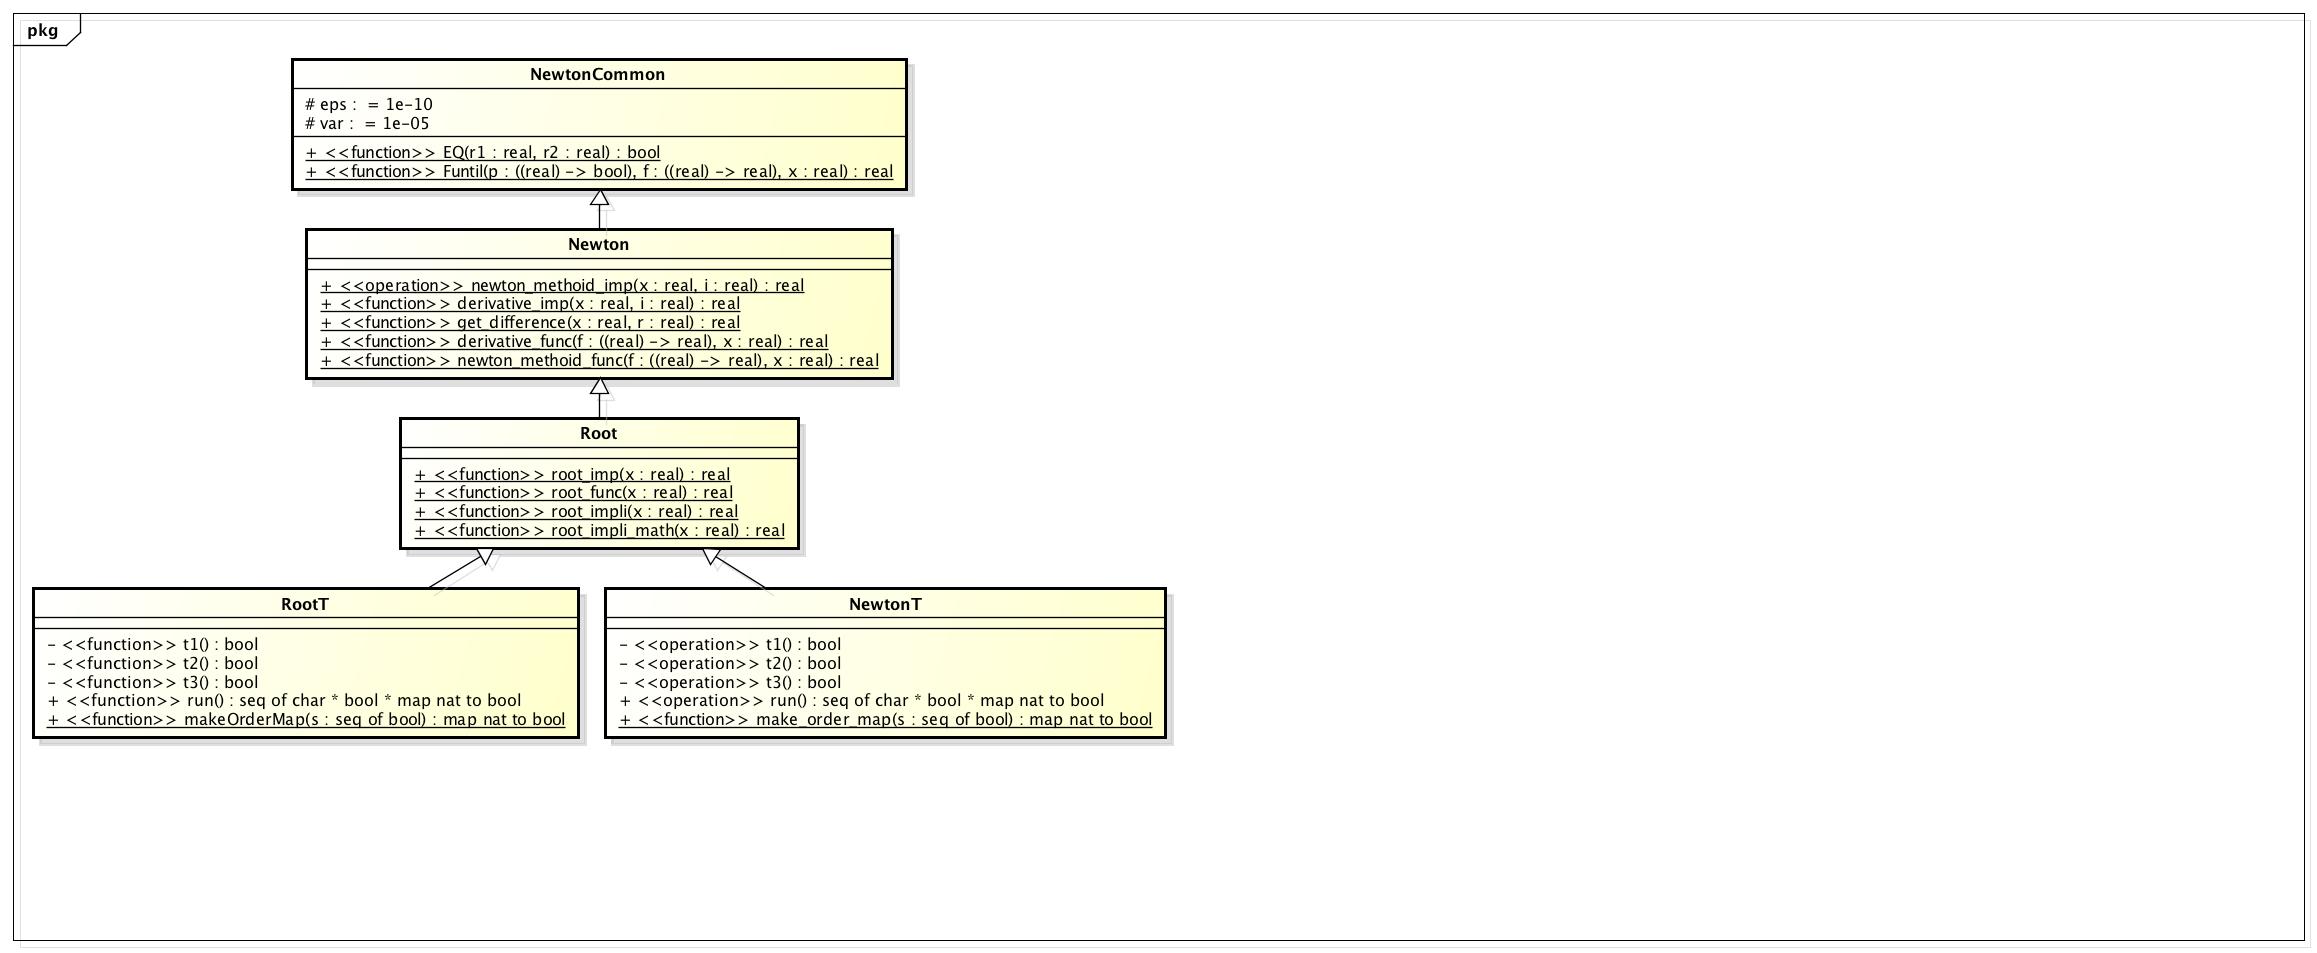 pkg
NewtonCommon
# eps :  = 1e-10
# var :  = 1e-05
+ <<function>> EQ(r1 : real, r2 : real) : bool
+ <<function>> Funtil(p : ((real) -> bool), f : ((real) -> real), x : real) : real
Newton
+ <<operation>> newton_methoid_imp(x : real, i : real) : real
+ <<function>> derivative_imp(x : real, i : real) : real
+ <<function>> get_difference(x : real, r : real) : real
+ <<function>> derivative_func(f : ((real) -> real), x : real) : real
+ <<function>> newton_methoid_func(f : ((real) -> real), x : real) : real
Root
+ <<function>> root_imp(x : real) : real
+ <<function>> root_func(x : real) : real
+ <<function>> root_impli(x : real) : real
+ <<function>> root_impli_math(x : real) : real
RootT
- <<function>> t1() : bool
- <<function>> t2() : bool
- <<function>> t3() : bool
+ <<function>> run() : seq of char * bool * map nat to bool
+ <<function>> makeOrderMap(s : seq of bool) : map nat to bool
NewtonT
- <<operation>> t1() : bool
- <<operation>> t2() : bool
- <<operation>> t3() : bool
+ <<operation>> run() : seq of char * bool * map nat to bool
+ <<function>> make_order_map(s : seq of bool) : map nat to bool